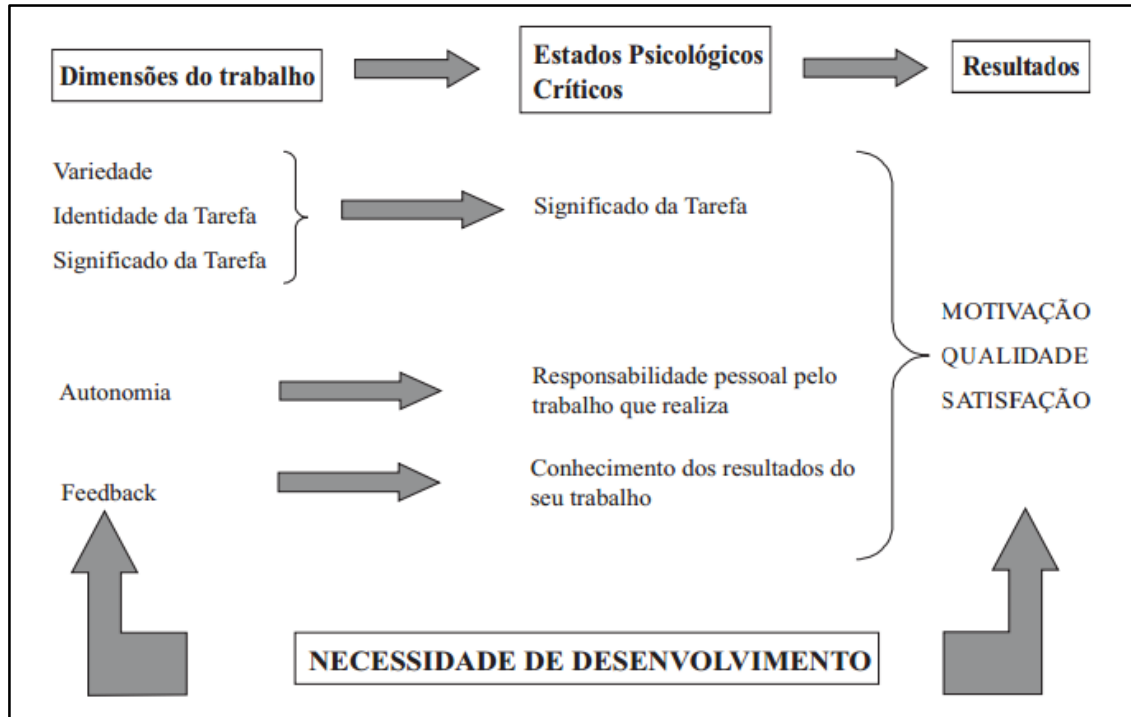 Dimensões do trabalho
Estados Psicológicos
Críticos
Resultados
Variedade
Identidade da Tarefa
Significado da Tarefa
Significado da Tarefa
Autonomia
Responsabilidade pessoal pelo
trabalho que realiza
Feedback
Conhecimento dos resultados do
seu trabalho
MOTIVAÇÃO
QUALIDADE
SATISFAÇÃO
NECESSIDADE DE DESENVOLVIMENTO